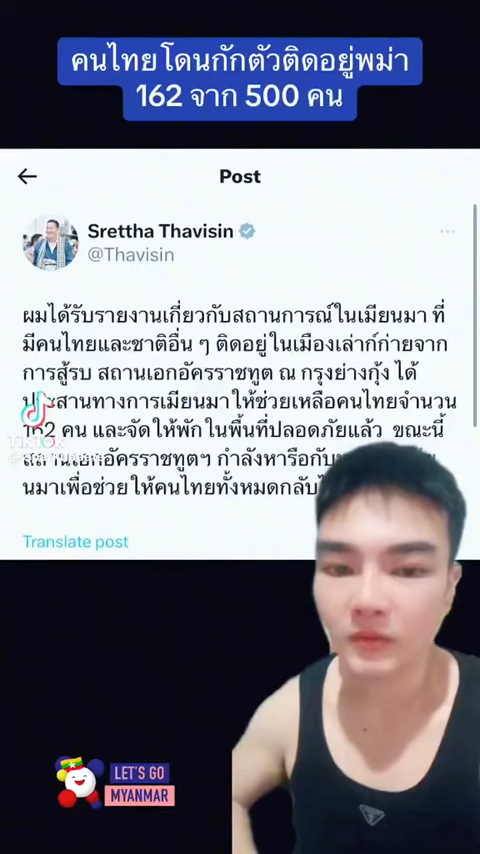 คนไทยโดนกักตัวติดอยู่พม่า
162 จาก 500 คน
Post
Srettha Thavisin
@Thavisin
ผมได้รับรายงานเกี่ยวกับสถานการณ์ในเมียนมา ที่
มีคนไทยและชาติอื่น ๆ ติดอยู่ในเมืองเล่าก์ก่ายจาก
การสู้รบ สถานเอกอัครราชทูต ณ กรุงย่างกุ้ง ได้
ประสานทางการเมียนมาให้ช่วยเหลือคนไทยจำนวน
162 คน และจัดให้พักในพื้นที่ปลอดภัยแล้ว ขณะนี้
สถานเอกอัครราชทูตฯ กำลังหารือกับ
นมาเพื่อช่วยให้คนไทยทั้งหมดกลับ
Translate post
TikTok
LET'S GO
MYANMAR